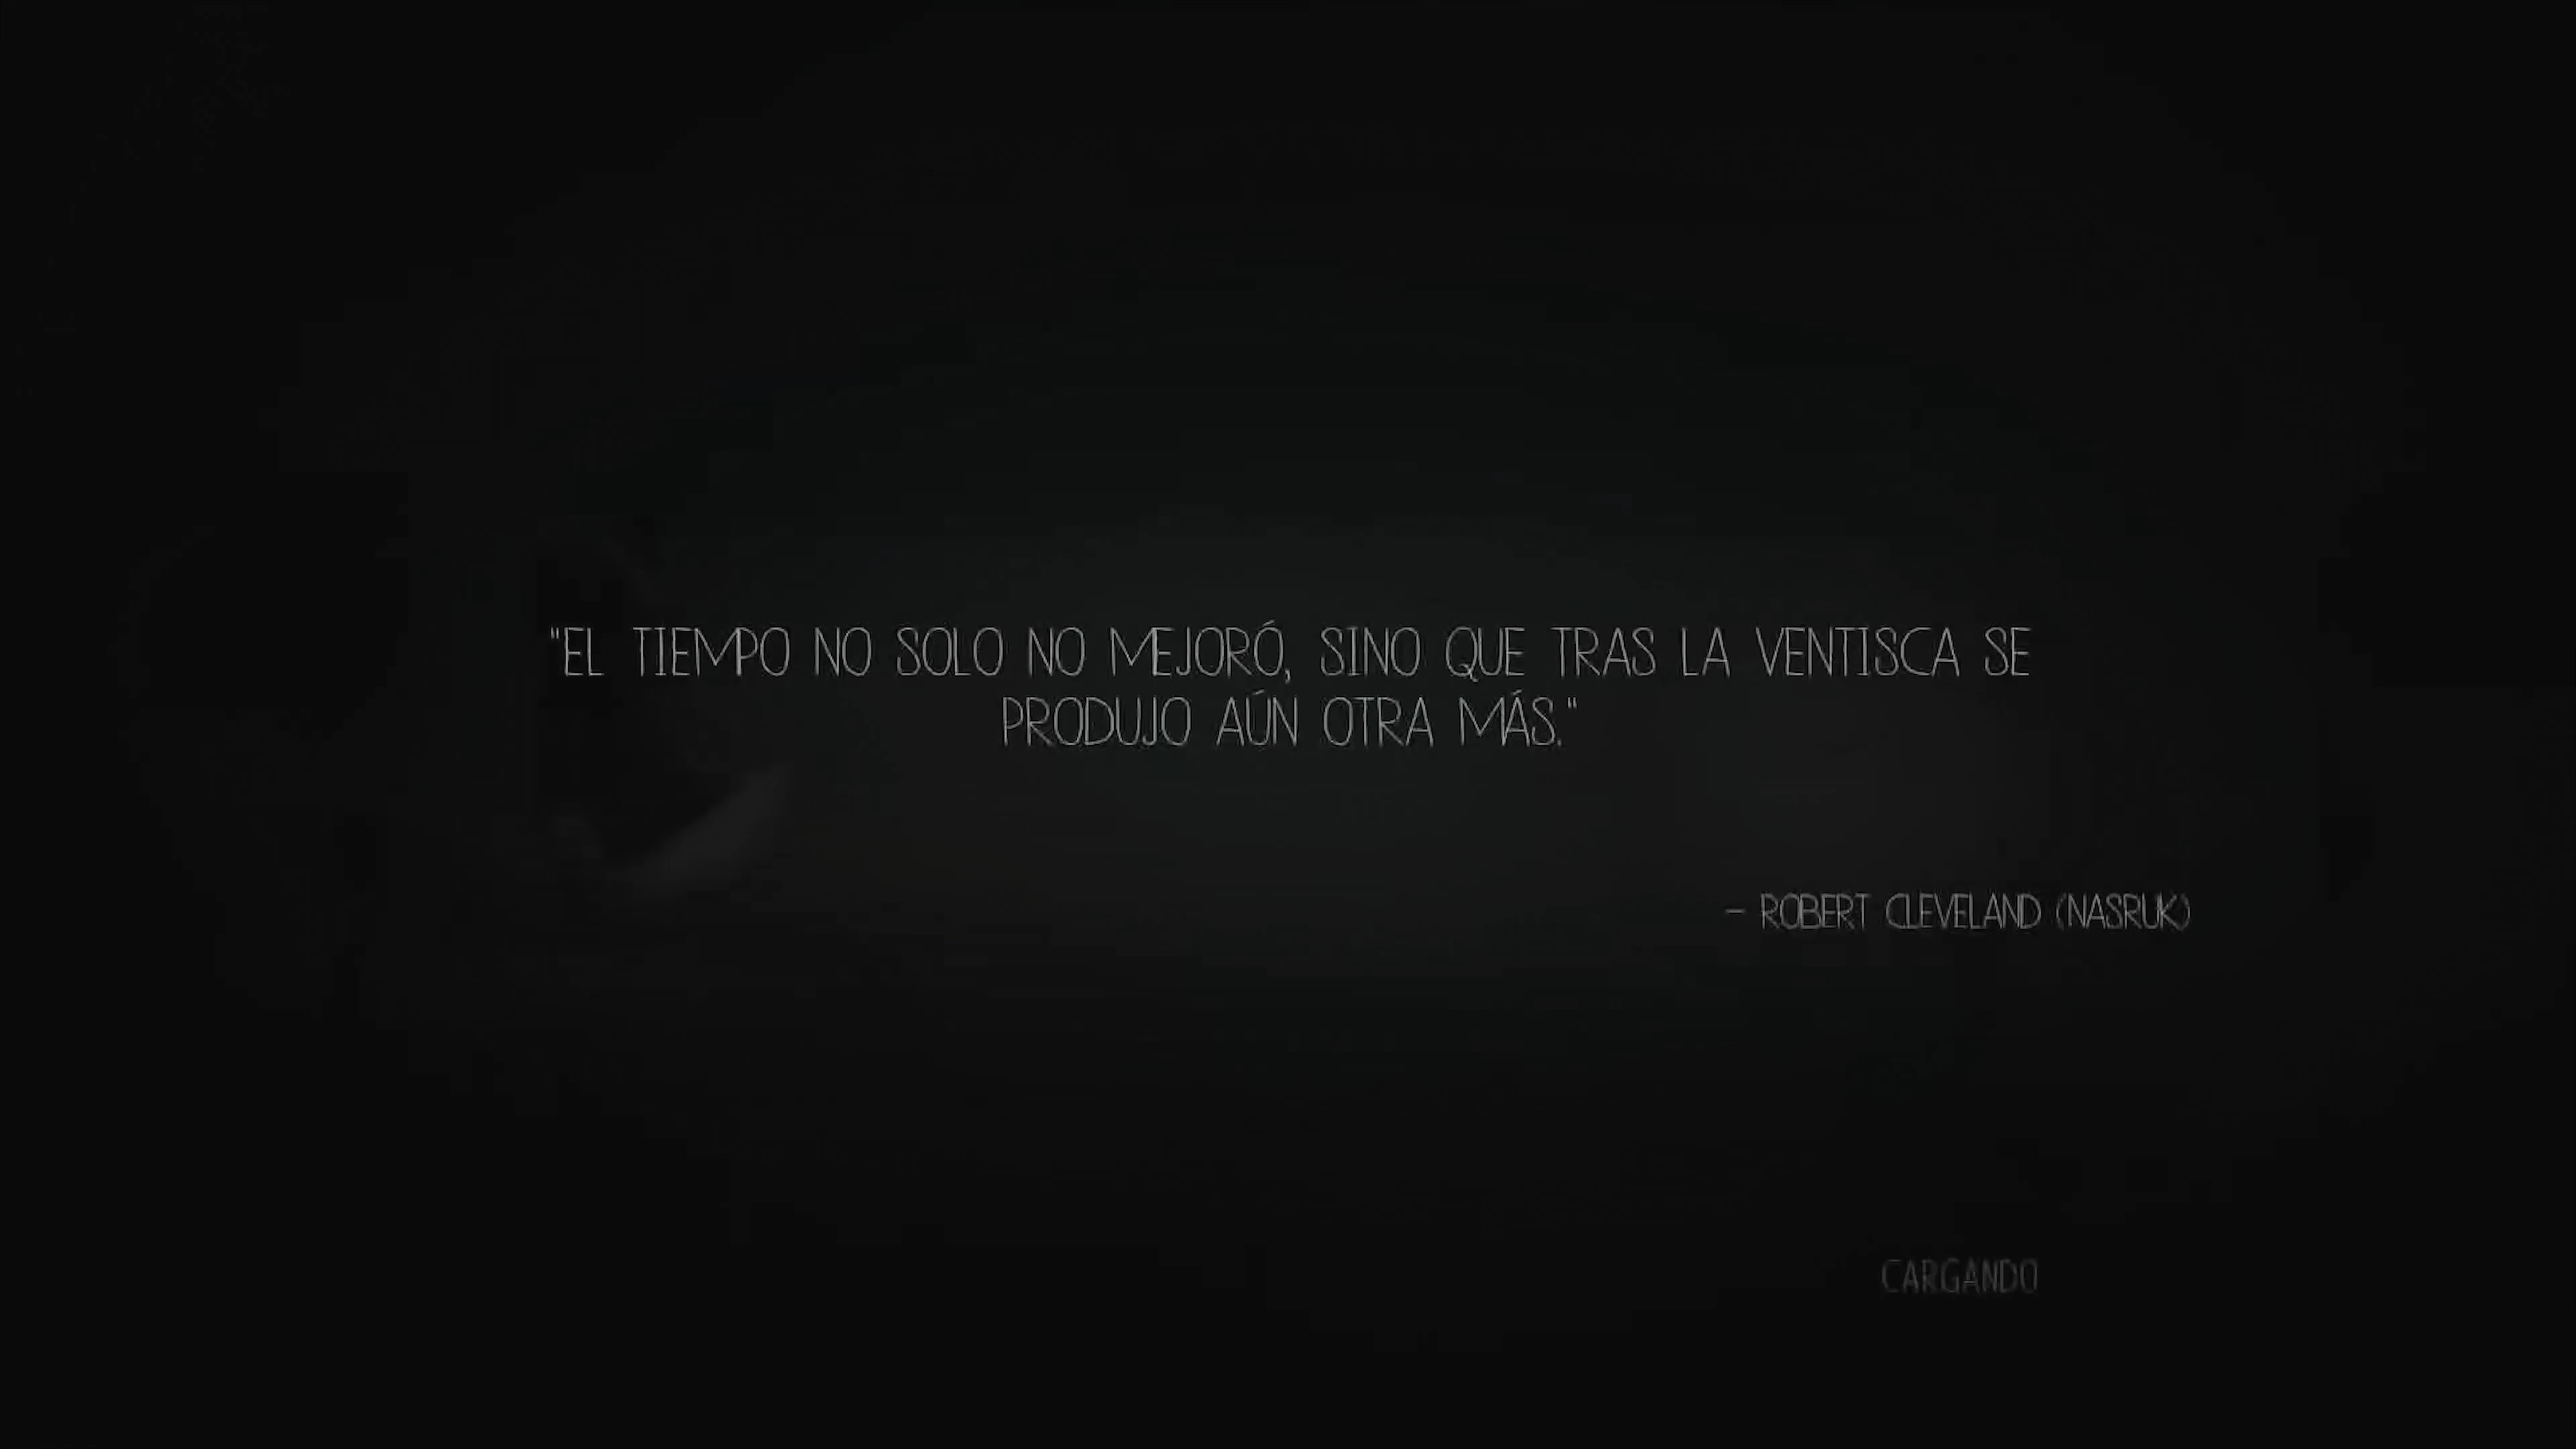 "EL TIEMPO NO SOLO NO MEJORÓ, SINO QUE TRAS LA VENTISCA SE
PRODUJO AÚN OTRA MÁS."
- ROBERT CLEVELAND (NASRUK)
CARGANDO